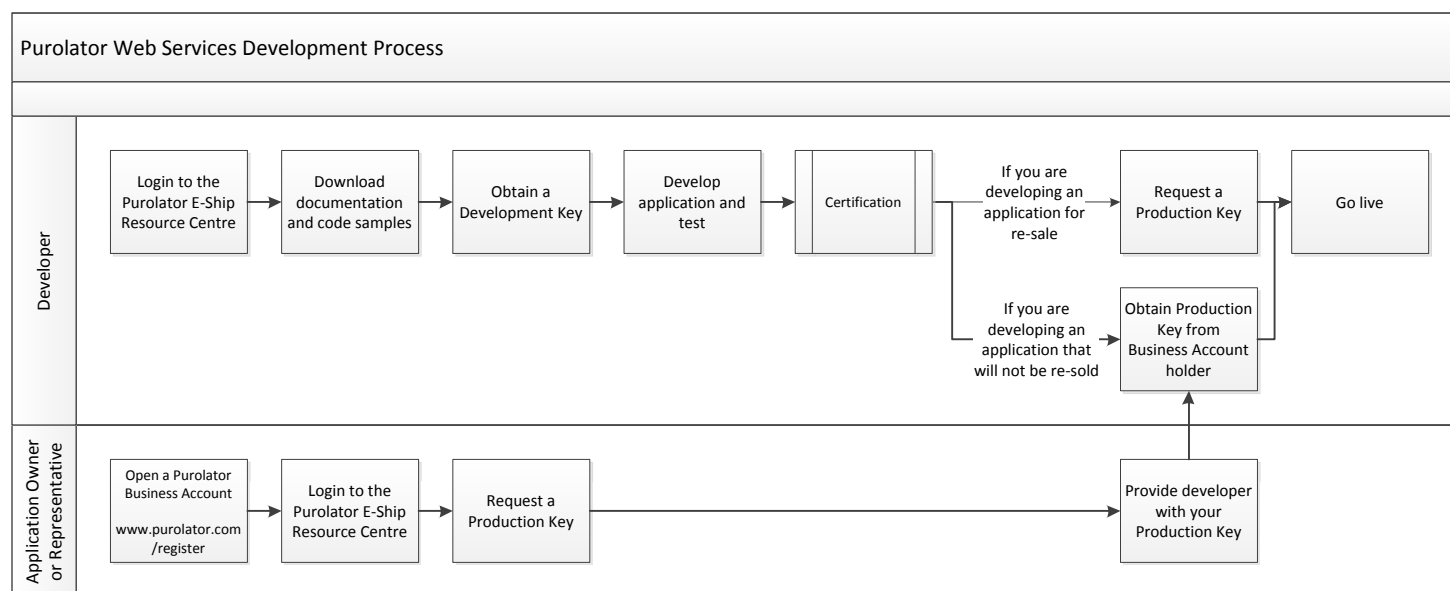 Purolator Web Services Development Process
Developer
Login to the
Purolator E-Ship
Resource Centre
Download
documentation
and code samples
Obtain a
Development Key
Develop
application and
test
Certification
If you are
developing an
application for
re-sale
Request a
Production Key
Go live
If you are
developing an
application that
will not be re-sold
Obtain Production
Key from
Business Account
holder
Application Owner
or Representative
Open a Purolator
Business Account
www.purolator.com
/register
Login to the
Purolator E-Ship
Resource Centre
Request a
Production Key
Provide developer
with your
Production Key